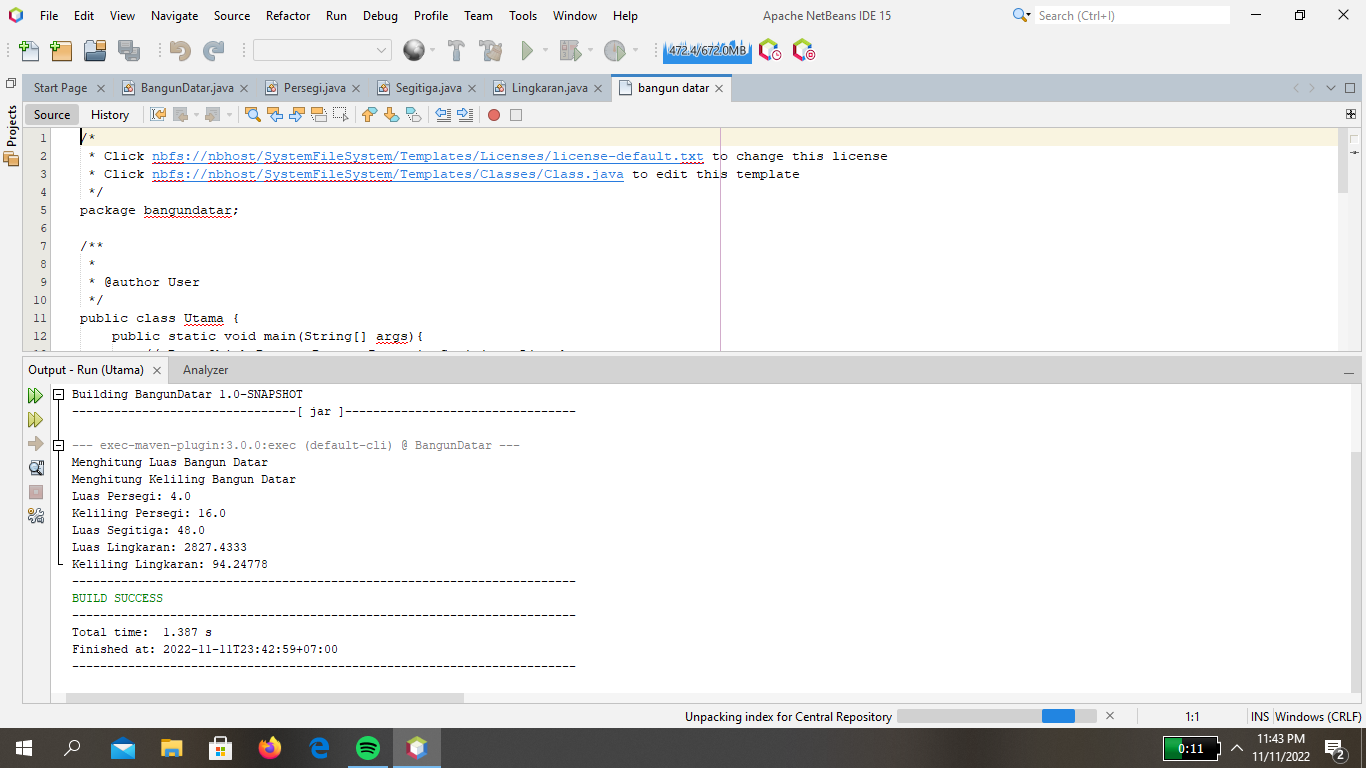 File Edit View Navigate Source Refactor Run Debug Profile Team Tools Window Help Apache NetBeans IDE 15 Search (Ctrl+I)
472.4/672.0MB
Start Page BangunDatar.java Persegi.java Segitiga.java Lingkaran.java bangun datar
Projects
Source History
1 /*
2 * Click nbfs://nbhost/SystemFileSystem/Templates/Licenses/license-default.txt to change this license
3 * Click nbfs://nbhost/SystemFileSystem/Templates/Classes/Class.java to edit this template
4 */
5 package bangundatar;
6
7 /**
8 *
9 * @author User
10 */
11 public class Utama {
12 public static void main(String[] args){
Output - Run (Utama) Analyzer
Building BangunDatar 1.0-SNAPSHOT
--------------------------------[ jar ]---------------------------------
--- exec-maven-plugin:3.0.0:exec (default-cli) @ BangunDatar ---
Menghitung Luas Bangun Datar
Menghitung Keliling Bangun Datar
Luas Persegi: 4.0
Keliling Persegi: 16.0
Luas Segitiga: 48.0
Luas Lingkaran: 2827.4333
Keliling Lingkaran: 94.24778
------------------------------------------------------------------------
BUILD SUCCESS
------------------------------------------------------------------------
Total time:  1.387 s
Finished at: 2022-11-11T23:42:59+07:00
------------------------------------------------------------------------
Unpacking index for Central Repository 1:1 INS Windows (CRLF)
0:11 11:43 PM
11/11/2022 2